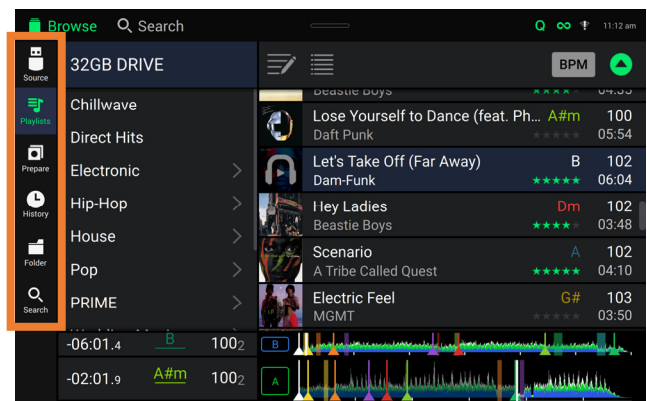 Browse Search Q 11:12 am
Source
Playlists
Prepare
History
Folder
Search
32GB DRIVE
Chillwave
Direct Hits
Electronic
Hip-Hop
House
Pop
PRIME
BPM
Beastie Boys 04:35
Lose Yourself to Dance (feat. Ph... A#m 100
Daft Punk 05:54
Let's Take Off (Far Away) B 102
Dam-Funk 06:04
Hey Ladies Dm 102
Beastie Boys 03:48
Scenario A 102
A Tribe Called Quest 04:10
Electric Feel G# 103
MGMT 03:50
-06:01.4 B 1002 B
-02:01.9 A#m 1002 A